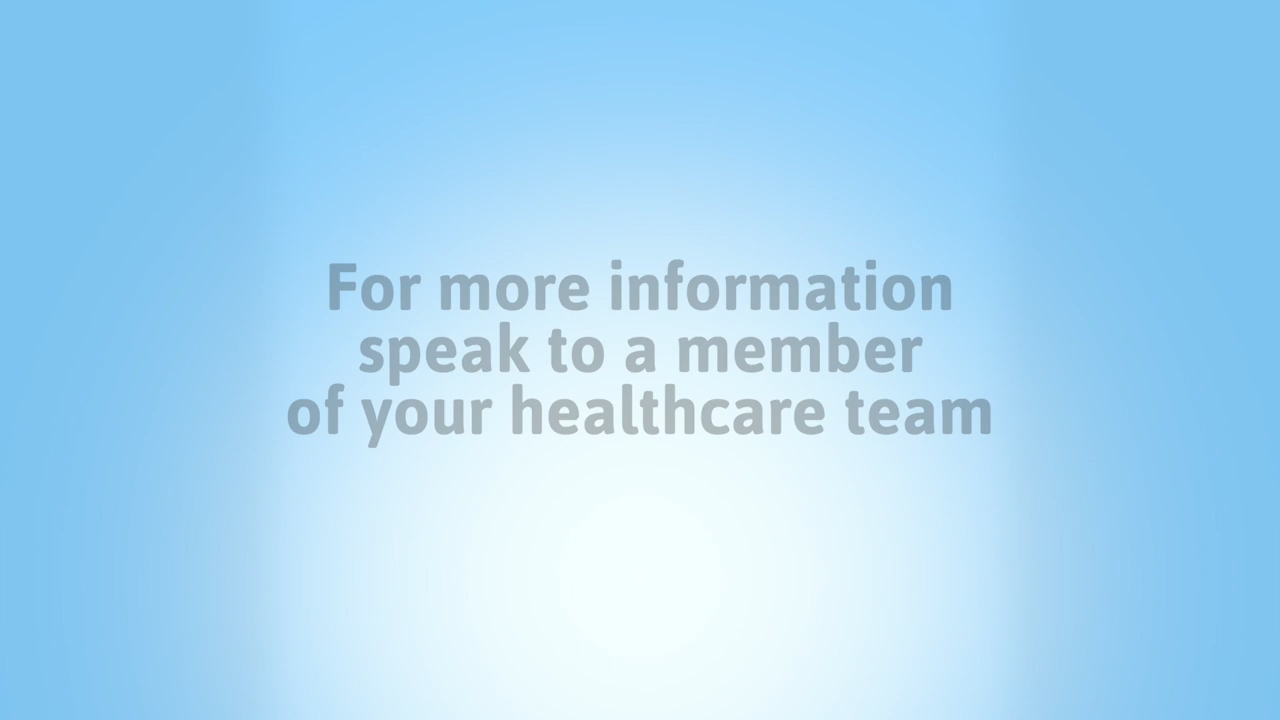 For more information
speak to a member
of your healthcare team